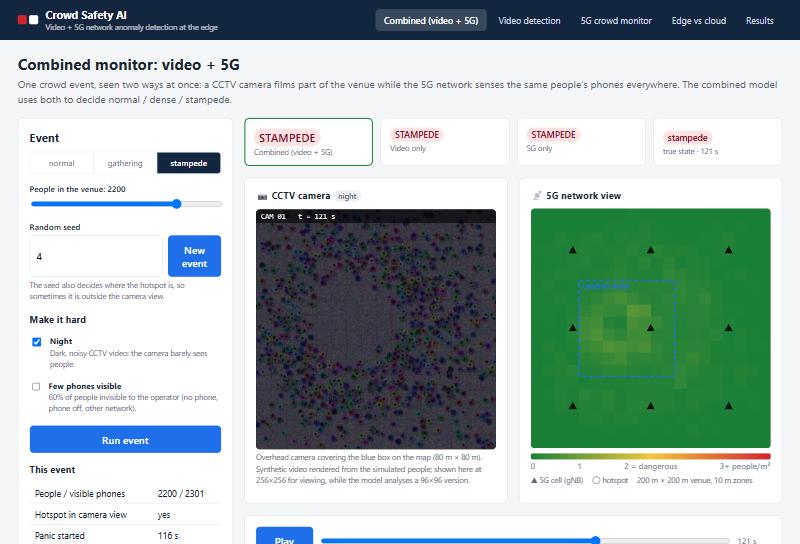 Crowd Safety AI
Video + 5G network anomaly detection at the edge
Combined (video + 5G)
Video detection
5G crowd monitor
Edge vs cloud
Results
Combined monitor: video + 5G
One crowd event, seen two ways at once: a CCTV camera films part of the venue while the 5G network senses the same people's phones everywhere. The combined model
uses both to decide normal / dense / stampede.
Event
normal
gathering
stampede
People in the venue: 2200
Random seed
4
New
event
The seed also decides where the hotspot is, so
sometimes it is outside the camera view.
Make it hard
Night
Dark, noisy CCTV video: the camera barely sees
people.
Few phones visible
60% of people invisible to the operator (no phone,
phone off, other network).
Run event
This event
People / visible phones
2200 / 2301
Hotspot in camera view
yes
Panic started
116 s
STAMPEDE
Combined (video + 5G)
STAMPEDE
Video only
STAMPEDE
5G only
stampede
true state · 121 s
CCTV camera
night
CAM 01 t = 121 s
Overhead camera covering the blue box on the map (80 m × 80 m).
Synthetic video rendered from the simulated people; shown here at
256×256 for viewing, while the model analyses a 96×96 version.
5G network view
0
1
2 = dangerous
3+ people/m²
▲ 5G cell (gNB)
hotspot
200 m × 200 m venue, 10 m zones
Play
121 s